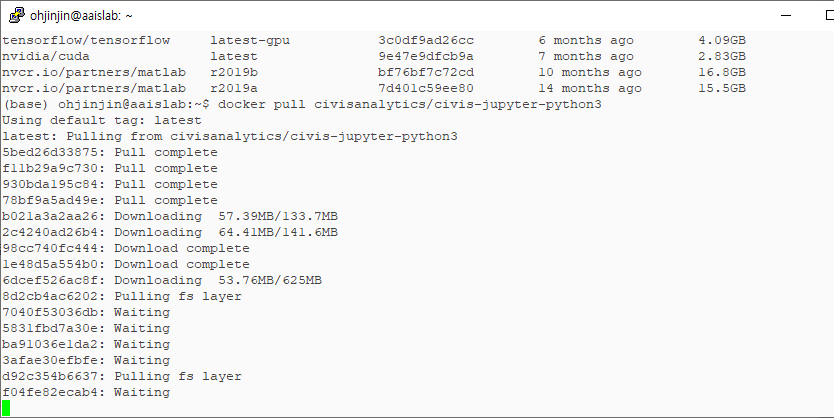 ohjinjin@aaislab: ~
tensorflow/tensorflow latest-gpu 3c0df9ad26cc 6 months ago 4.09GB
nvidia/cuda latest 9e47e9dfcb9a 7 months ago 2.83GB
nvcr.io/partners/matlab r2019b bf76bf7c72cd 10 months ago 16.8GB
nvcr.io/partners/matlab r2019a 7d401c59ee80 14 months ago 15.5GB
(base) ohjinjin@aaislab:~$ docker pull civisanalytics/civis-jupyter-python3
Using default tag: latest
latest: Pulling from civisanalytics/civis-jupyter-python3
5bed26d33875: Pull complete
f11b29a9c730: Pull complete
930bda195c84: Pull complete
78bf9a5ad49e: Pull complete
b021a3a2aa26: Downloading 57.39MB/133.7MB
2c4240ad26b4: Downloading 64.41MB/141.6MB
98cc740fc444: Download complete
1e48d5a554b0: Download complete
6dcef526ac8f: Downloading 53.76MB/625MB
8d2cb4ac6202: Pulling fs layer
7040f53036db: Waiting
5831fbd7a30e: Waiting
ba91036e1da2: Waiting
3afae30efbfe: Waiting
d92c354b6637: Pulling fs layer
f04fe82ecab4: Waiting